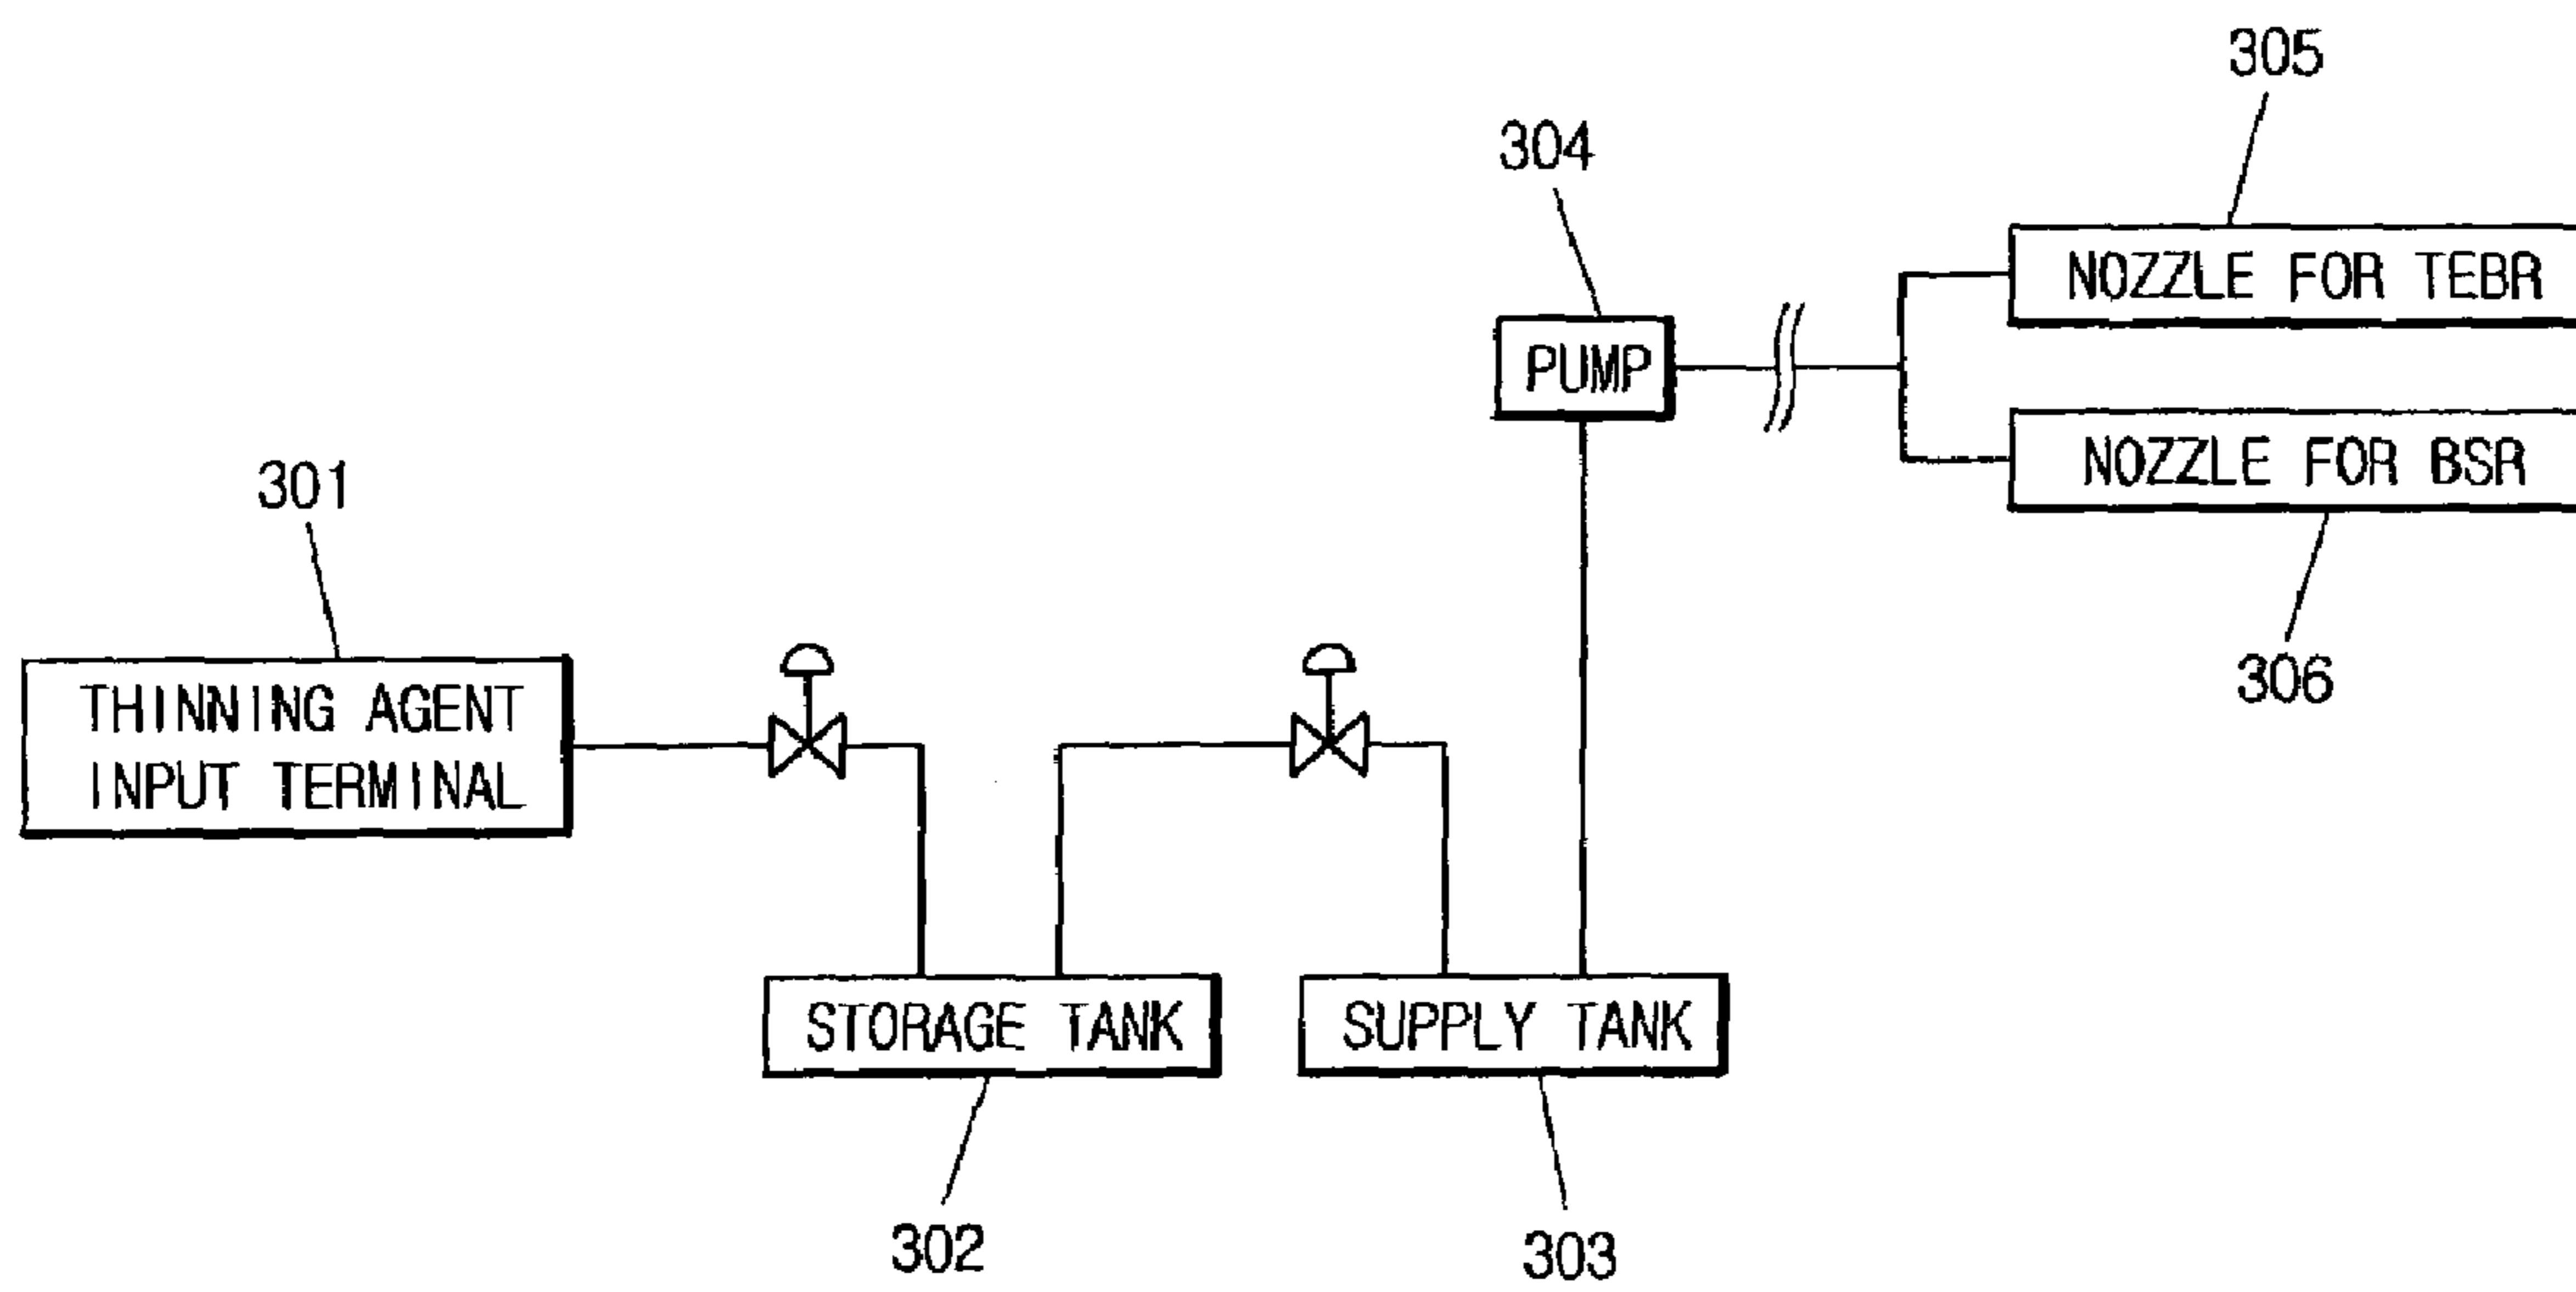 305
304
NOZZLE FOR TEBR
PUMP
NOZZLE FOR BSR
301
306
THINNING AGENT
INPUT TERMINAL
STORAGE TANK
SUPPLY TANK
302
303